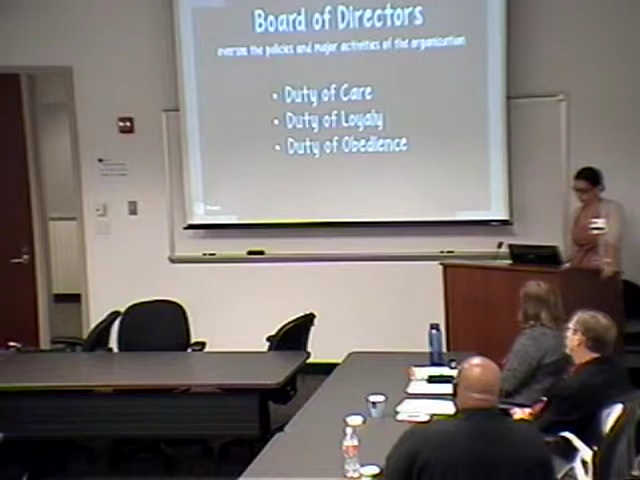 Board of Directors
oversee the policies and major activities of the organization
• Duty of Care
• Duty of Loyalty
• Duty of Obedience